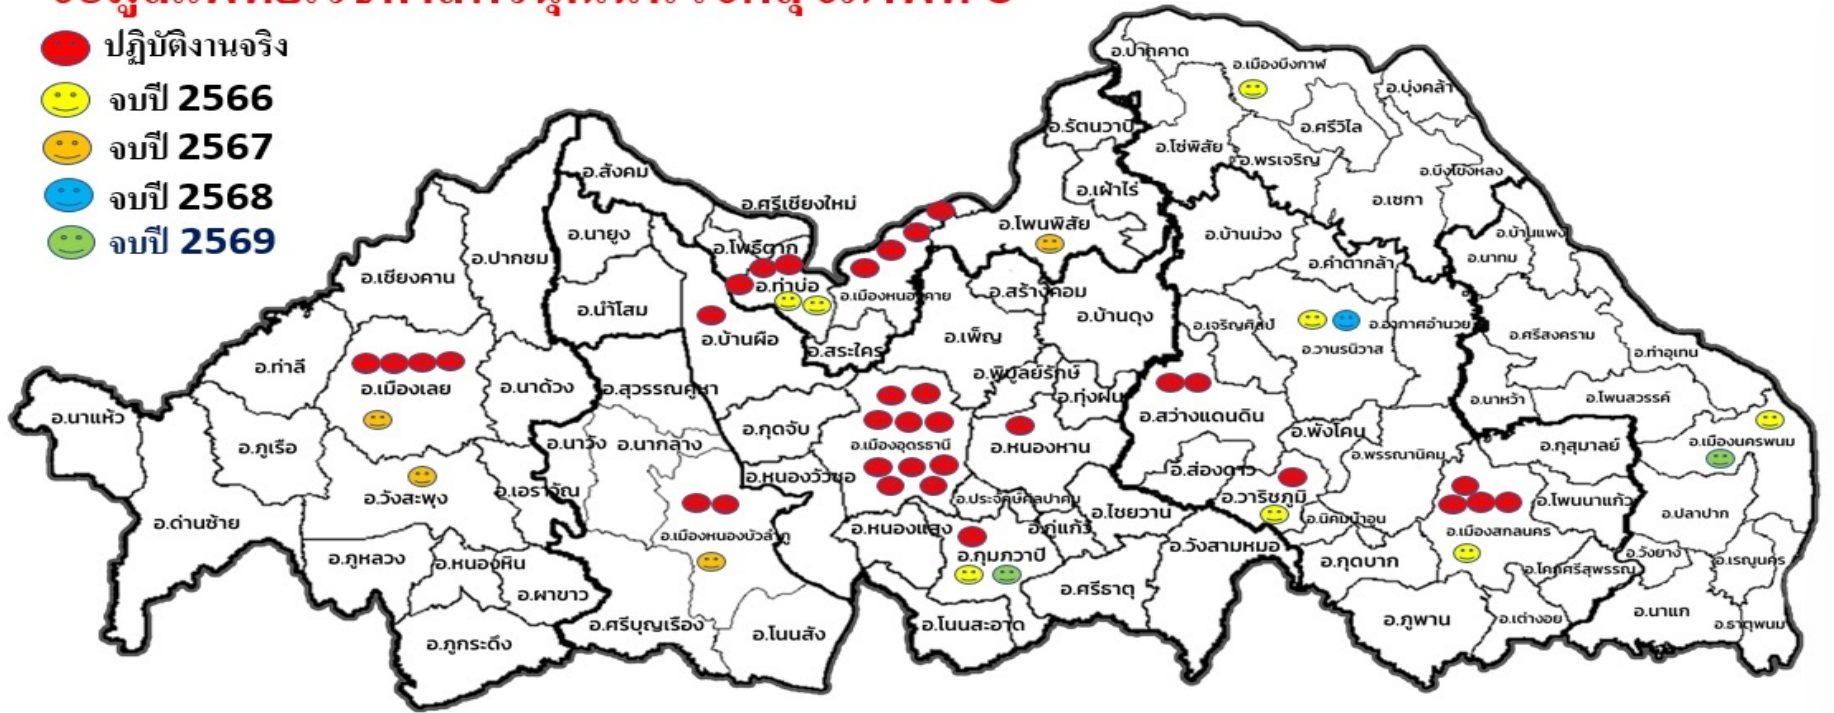 ปฏิบัติงานจริง
จบปี 2566
จบปี 2567
จบปี 2568
จบปี 2569
อ.ปากคาด
อ.เมืองบึงกาฬ
อ.บุ่งคล้า
อ.รัตนวาปี
อ.ศรีวิไล
อ.โซ่พิสัย
อ.พรเจริญ
อ.บึงโขงหลง
อ.สังคม
อ.เฝ้าไร่
อ.เซกา
อ.ศรีเชียงใหม่
อ.โพนพิสัย
อ.นายูง
อ.โพธิ์ตาก
อ.บ้านม่วง
อ.บ้านแพง
อ.ปากชม
อ.นาทม
อ.คำตากล้า
อ.เชียงคาน
อ.ท่าบ่อ
อ.เมืองหนองคาย
อ.สร้างคอม
อ.น้ำโสม
อ.บ้านดุง
อ.เจริญศิลป์
อ.อากาศอำนวย
อ.บ้านผือ
อ.สระใคร
อ.เพ็ญ
อ.วานรนิวาส
อ.ศรีสงคราม
อ.ท่าอุเทน
อ.ท่าลี่
อ.เมืองเลย
อ.นาด้วง
อ.สุวรรณคูหา
อ.พิบูลย์รักษ์
อ.ทุ่งฝน
อ.นาหว้า
อ.โพนสวรรค์
อ.นาแห้ว
อ.สว่างแดนดิน
อ.กุดจับ
อ.เมืองอุดรธานี
อ.หนองหาน
อ.พังโคน
อ.ภูเรือ
อ.นาวัง
อ.นากลาง
อ.พรรณานิคม
อ.กุสุมาลย์
อ.เมืองนครพนม
อ.หนองวัวซอ
อ.ส่องดาว
อ.วังสะพุง
อ.เอราวัณ
อ.ประจักษ์ศิลปาคม
อ.วาริชภูมิ
อ.โพนนาแก้ว
อ.ด่านซ้าย
อ.หนองแสง
อ.กู่แก้ว
อ.ไชยวาน
อ.นิคมน้ำอูน
อ.เมืองสกลนคร
อ.ปลาปาก
อ.เมืองหนองบัวลำภู
อ.กุมภวาปี
อ.วังสามหมอ
อ.ภูหลวง
อ.หนองหิน
อ.กุดบาก
อ.โคกศรีสุพรรณ
อ.วังยาง
อ.เรณูนคร
อ.ผาขาว
อ.ศรีธาตุ
อ.ศรีบุญเรือง
อ.โนนสัง
อ.โนนสะอาด
อ.ภูพาน
อ.เต่างอย
อ.นาแก
อ.ธาตุพนม
อ.ภูกระดึง